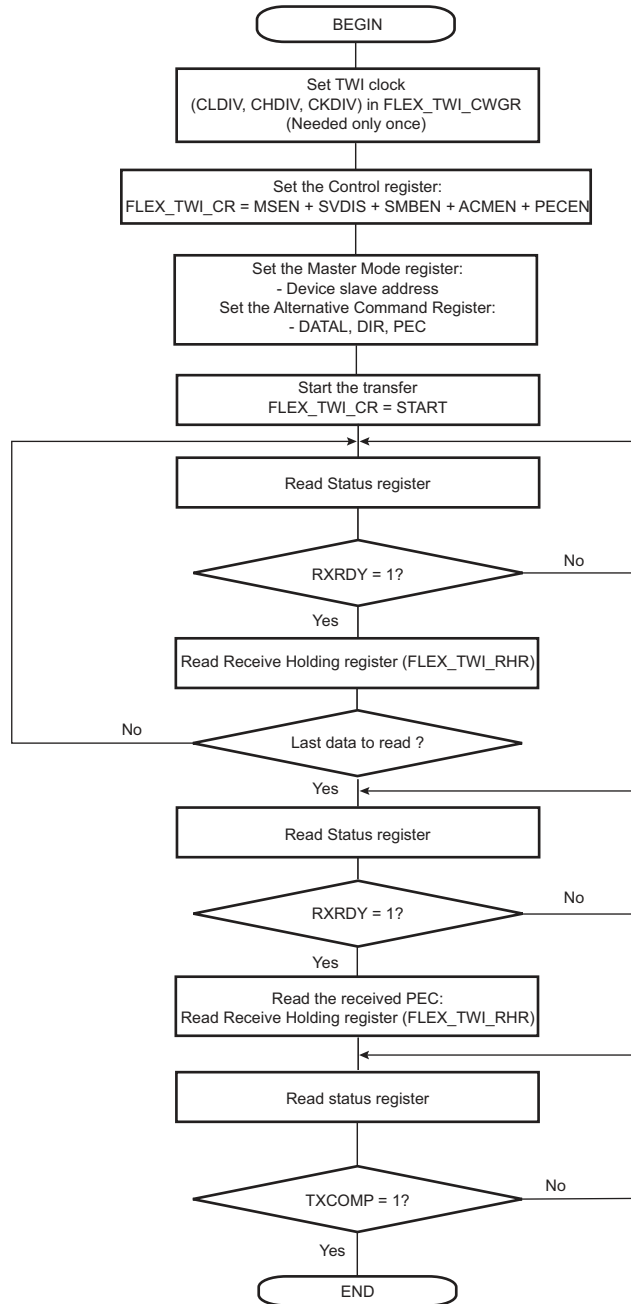 BEGIN
Set TWI clock
(CLDIV, CHDIV, CKDIV) in FLEX_TWI_CWGR
(Needed only once)
Set the Control register:
FLEX_TWI_CR = MSEN + SVDIS + SMBEN + ACMEN + PECEN
Set the Master Mode register:
- Device slave address
Set the Alternative Command Register:
- DATAL, DIR, PEC
Start the transfer
FLEX_TWI_CR = START
Read Status register
RXRDY = 1?
No
Yes
Read Receive Holding register (FLEX_TWI_RHR)
No
Last data to read ?
Yes
Read Status register
RXRDY = 1?
No
Yes
Read the received PEC:
Read Receive Holding register (FLEX_TWI_RHR)
Read status register
TXCOMP = 1?
No
Yes
END